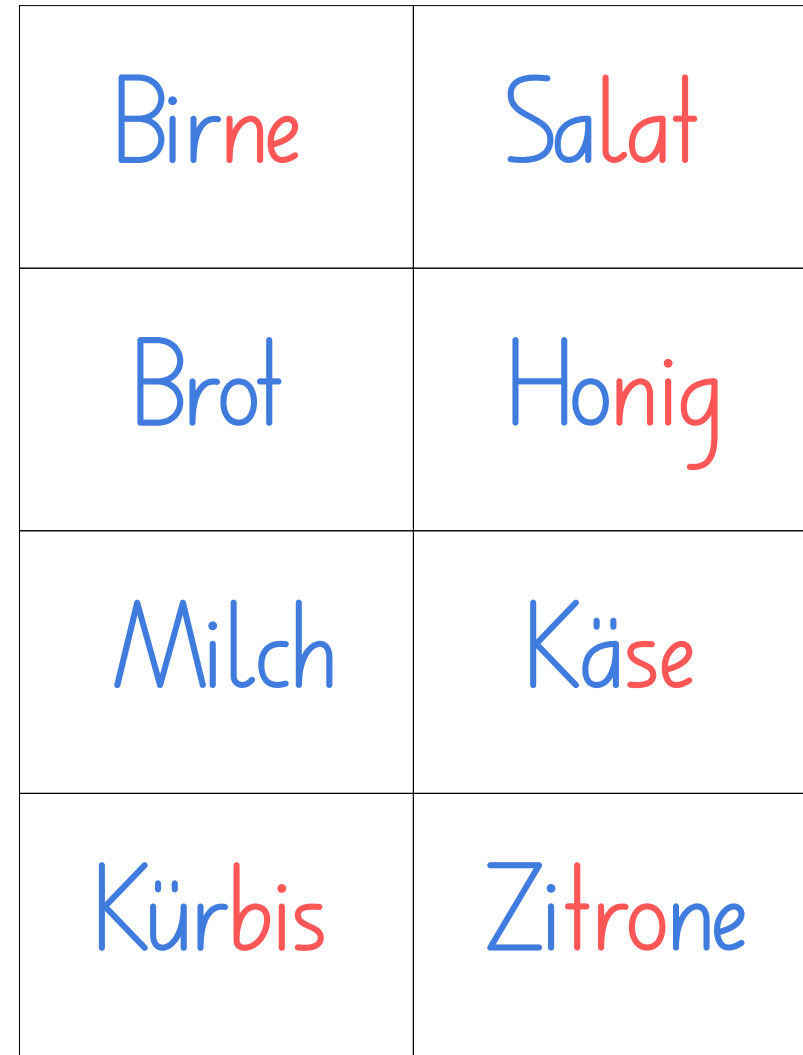 Birne
Salat
Brot
Honig
Milch
Käse
Kürbis
Zitrone